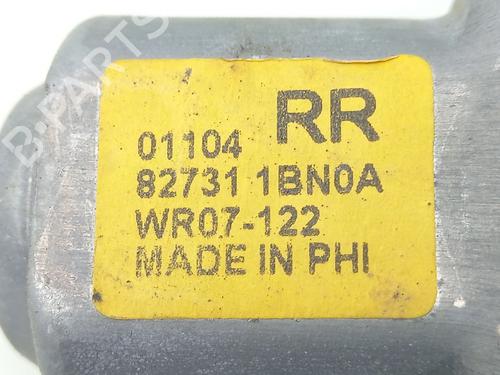 RR
01104
82731 1BN0A
WR07-122
MADE IN PHI
B-PARTS